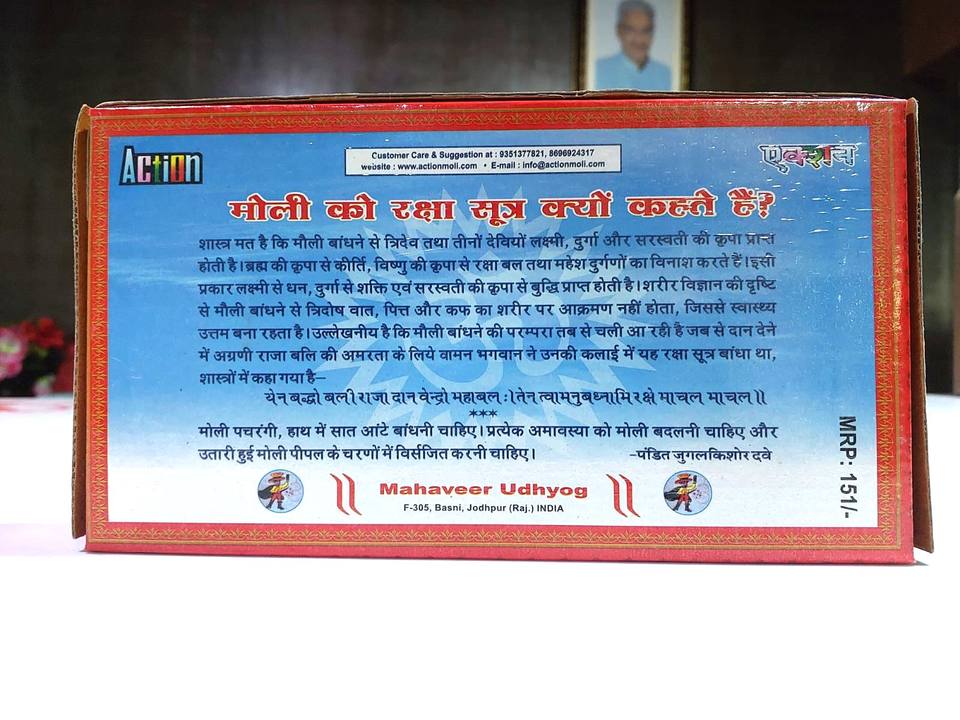 Action
Customer Care & Suggestion at : 9351377821, 8696924317
website : www.actionmoli.com • E-mail : info@actionmoli.com
एक्शन
मोली को रक्षा सूत्र क्यों कहते हैं?
शास्त्र मत है कि मौली बांधने से त्रिदेव तथा तीनों देवियों लक्ष्मी, दुर्गा और सरस्वती की कृपा प्राप्त
होती है।ब्रह्म की कृपा से कीर्ति, विष्णु की कृपा से रक्षा बल तथा महेश दुर्गणों का विनाश करते हैं।इसी
प्रकार लक्ष्मी से धन, दुर्गा से शक्ति एवं सरस्वती की कृपा से बुद्धि प्राप्त होती है।शरीर विज्ञान की दृष्टि
से मौली बांधने से त्रिदोष वात, पित्त और कफ का शरीर पर आक्रमण नहीं होता, जिससे स्वास्थ्य
उत्तम बना रहता है।उल्लेखनीय है कि मौली बांधने की परम्परा तब से चली आ रही है जब से दान देने
में अग्रणी राजा बलि की अमरता के लिये वामन भगवान ने उनकी कलाई में यह रक्षा सूत्र बांधा था,
शास्त्रों में कहा गया है–
येन बद्धो बली राजा दान वेन्द्रो महाबल :।तेन त्वामनुबध्नामि रक्षे माचल माचल॥
***
मोली पचरंगी, हाथ में सात आंटे बांधनी चाहिए।प्रत्येक अमावस्या को मोली बदलनी चाहिए और
उतारी हुई मोली पीपल के चरणों में विर्सजित करनी चाहिए।
-पंडित जुगलकिशोर दवे
Mahaveer Udhyog
F-305, Basni, Jodhpur (Raj.) INDIA
MRP: 151/-